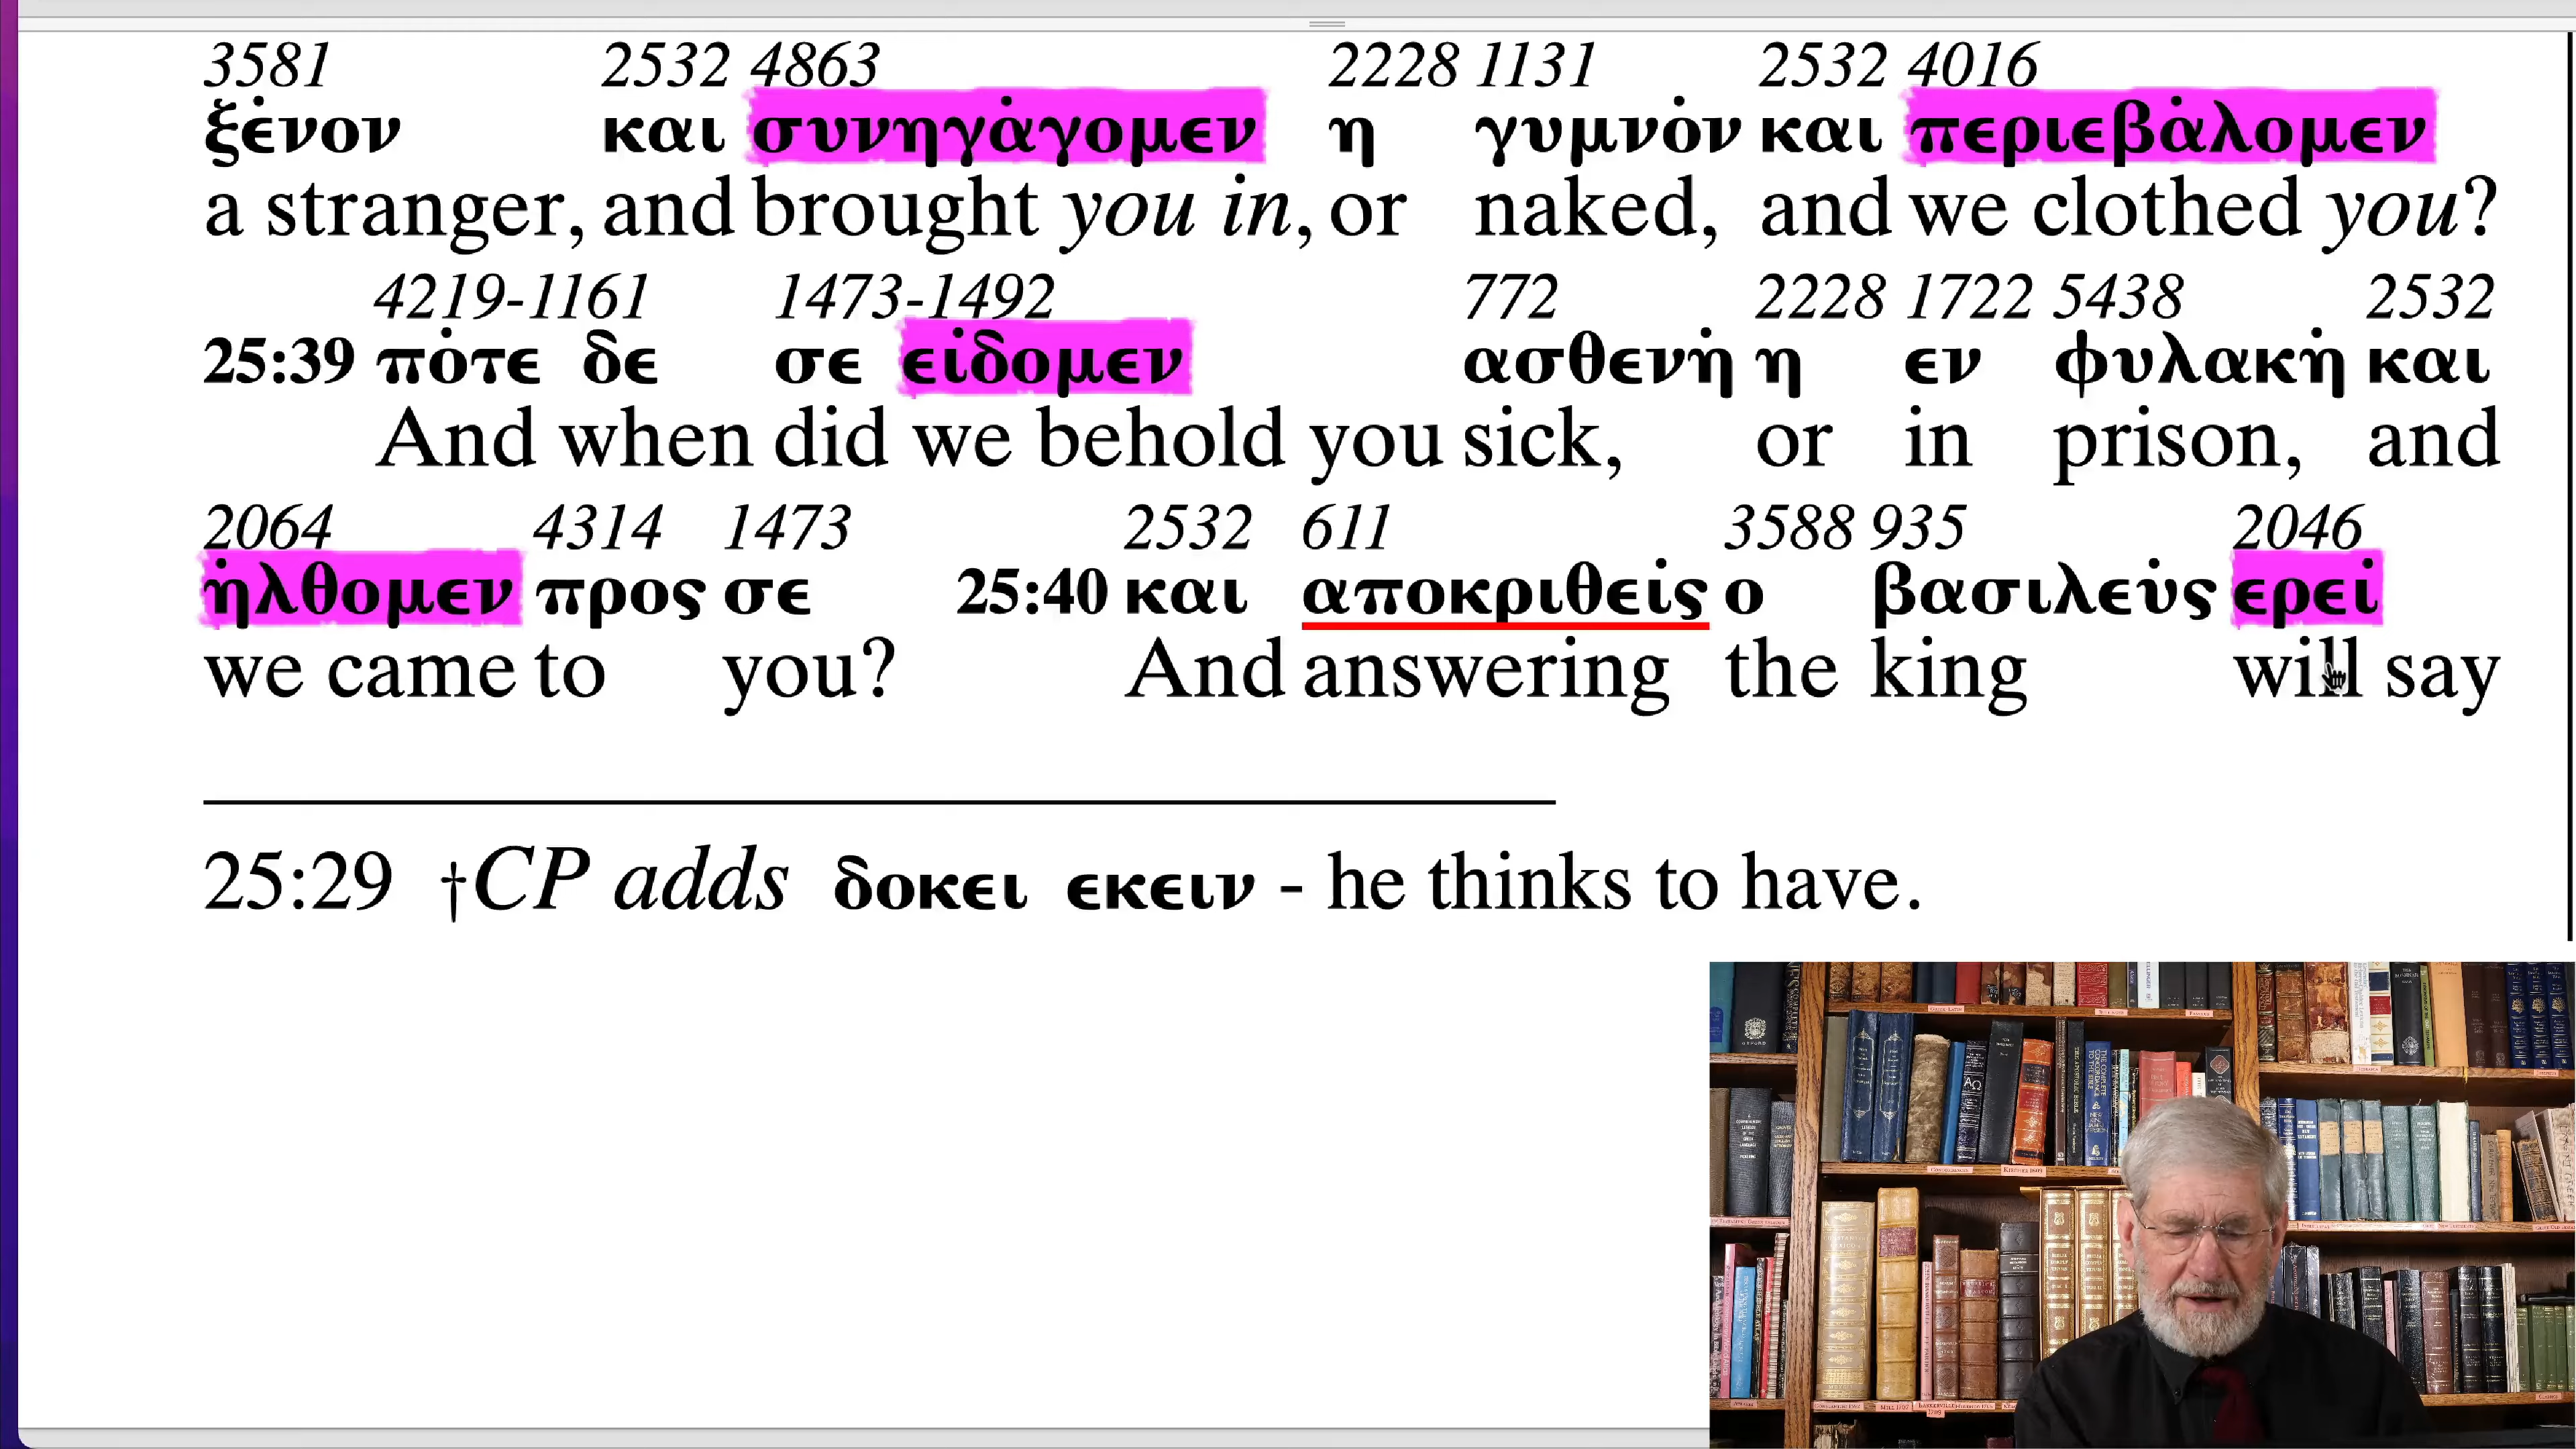 3581 2532 4863 2228 1131 2532 4016
ξένον και συνηγάγομεν η γυμνόν και περιεβάλομεν
a stranger, and brought you in, or naked, and we clothed you?
4219-1161 1473-1492 772 2228 1722 5438 2532
25:39 πότε δε σε είδομεν ασθενή η εν φυλακή και
And when did we behold you sick, or in prison, and
2064 4314 1473 2532 611 3588 935 2046
ήλθομεν προς σε 25:40 και αποκριθείς ο βασιλεύς ερεί
we came to you? And answering the king will say
25:29 †CP adds δοκει εκειν - he thinks to have.